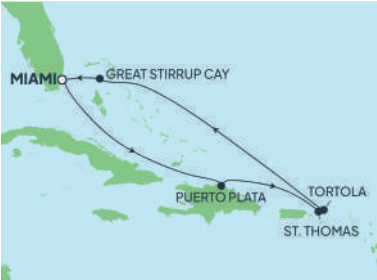 GREAT STIRRUP CAY
MIAMI
PUERTO PLATA
TORTOLA
ST. THOMAS